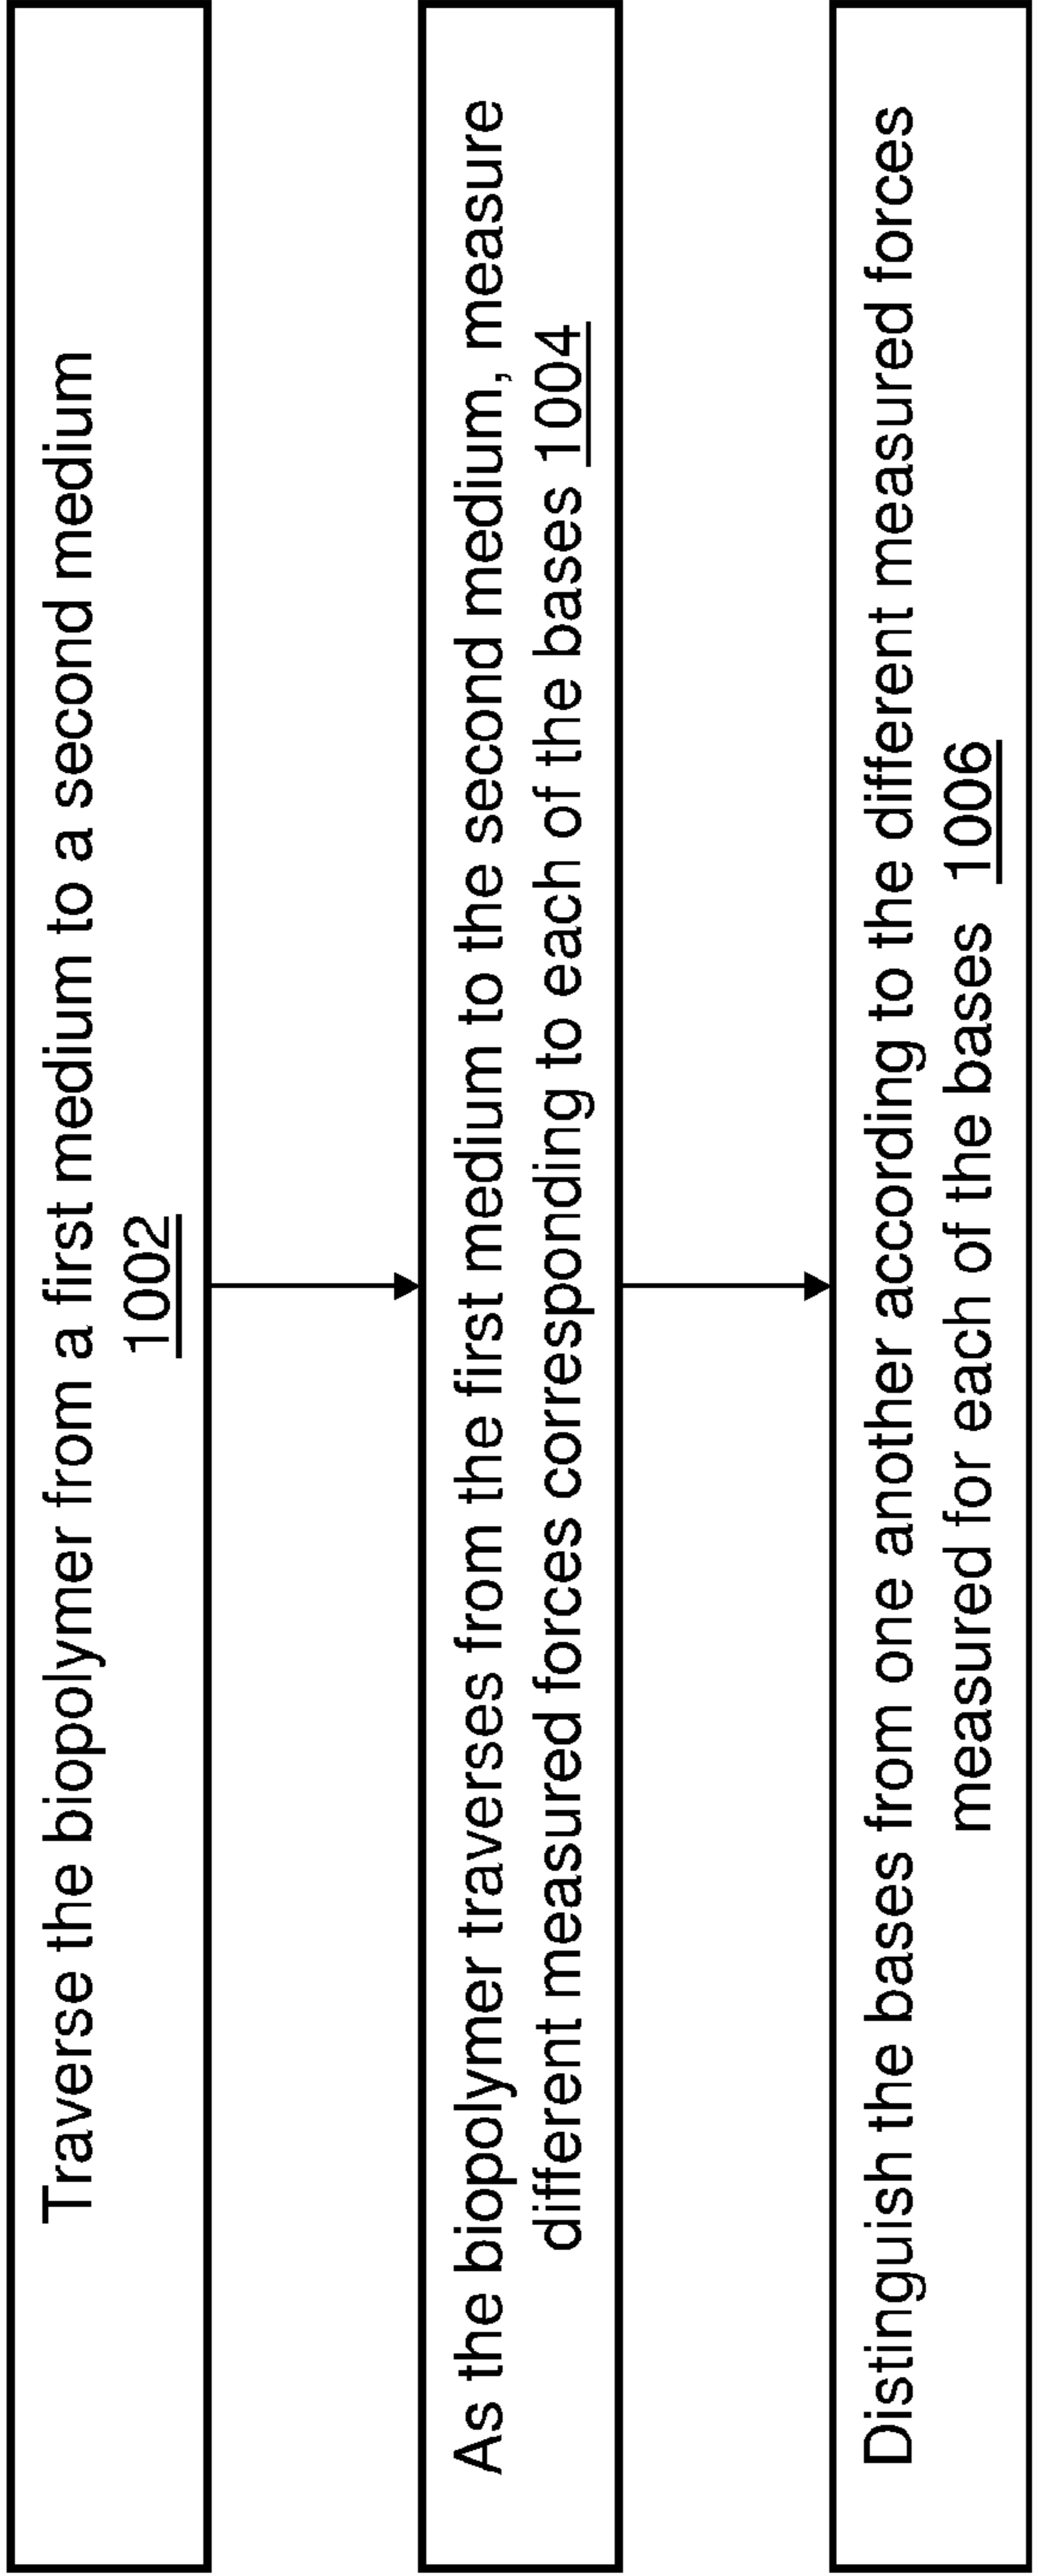 Traverse the biopolymer from a first medium to a second medium
1002
As the biopolymer traverses from the first medium to the second medium, measure
different measured forces corresponding to each of the bases 1004
Distinguish the bases from one another according to the different measured forces
measured for each of the bases 1006